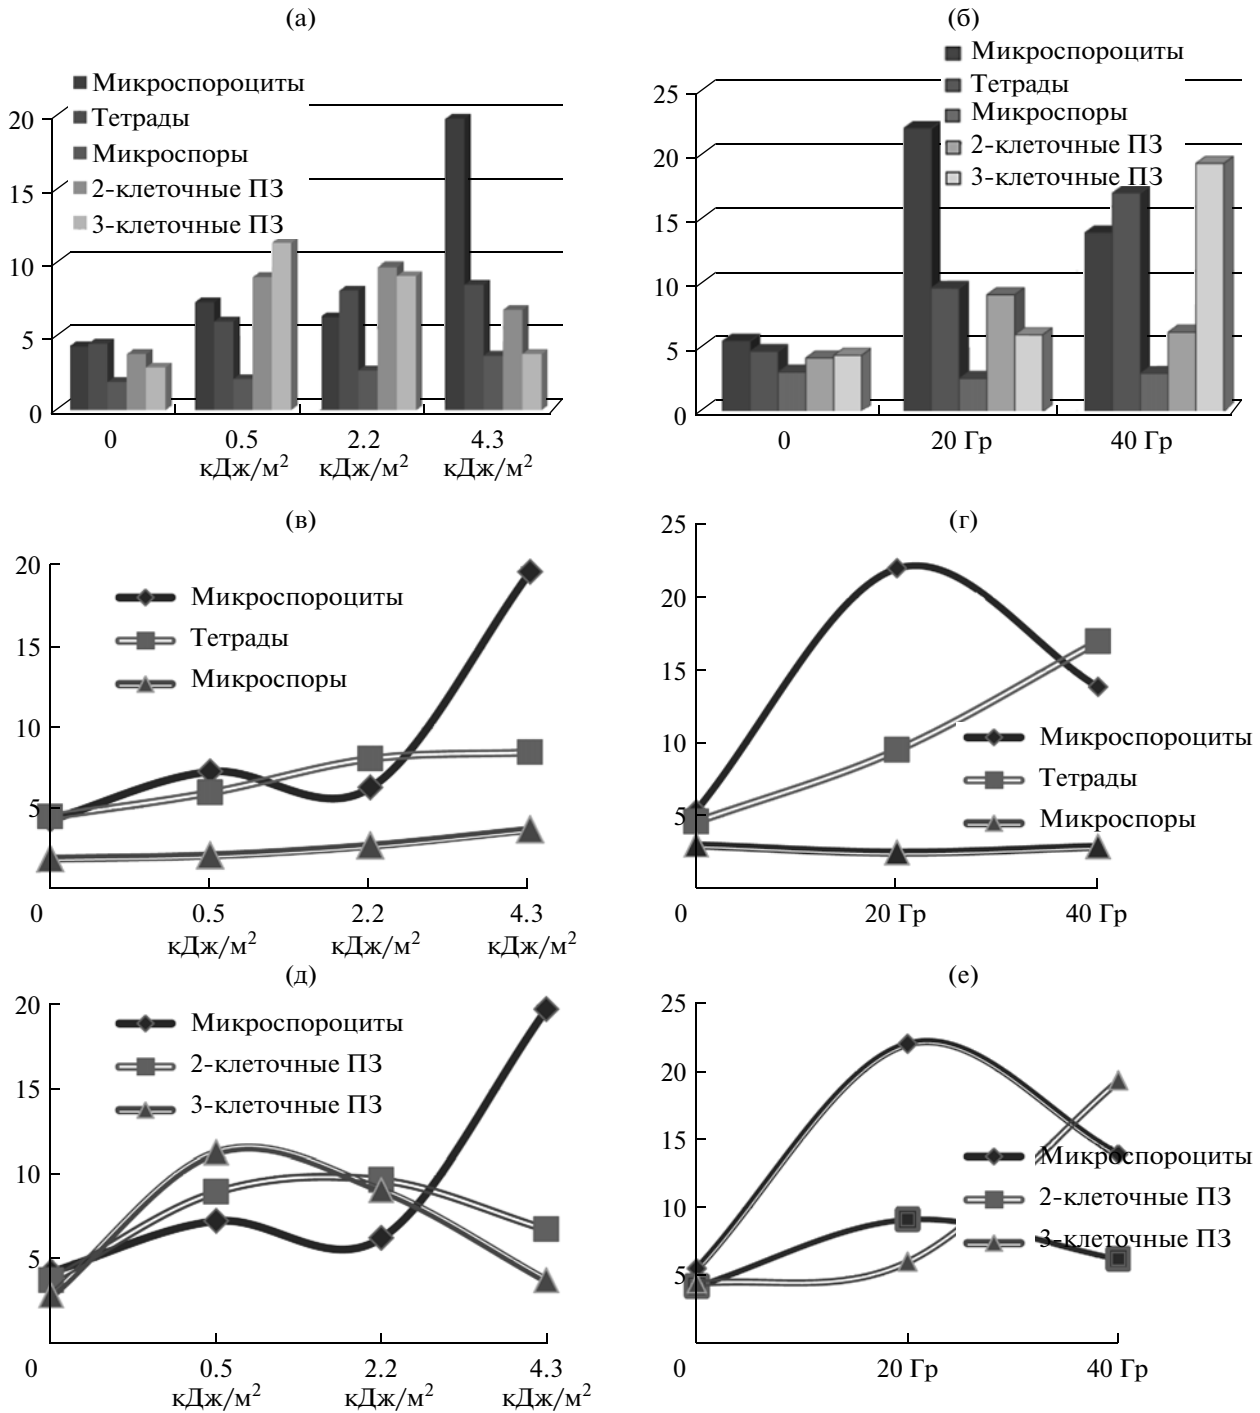 (а)
Микроспороциты
Тетрады
Микроспоры
2-клеточные ПЗ
3-клеточные ПЗ
20
15
10
5
0
0
0.5
2.2
4.3
кДж/м²
кДж/м²
кДж/м²
(б)
Микроспороциты
Тетрады
Микроспоры
2-клеточные ПЗ
3-клеточные ПЗ
25
20
15
10
5
0
0
20 Гр
40 Гр
(в)
20
15
10
5
0
Микроспороциты
Тетрады
Микроспоры
0.5
2.2
4.3
кДж/м²
кДж/м²
кДж/м²
(г)
25
20
15
10
5
0
Микроспороциты
Тетрады
Микроспоры
20 Гр
40 Гр
(д)
20
15
10
5
0
Микроспороциты
2-клеточные ПЗ
3-клеточные ПЗ
0.5
2.2
4.3
кДж/м²
кДж/м²
кДж/м²
(е)
25
20
15
10
5
0
Микроспороциты
2-клеточные ПЗ
3-клеточные ПЗ
20 Гр
40 Гр